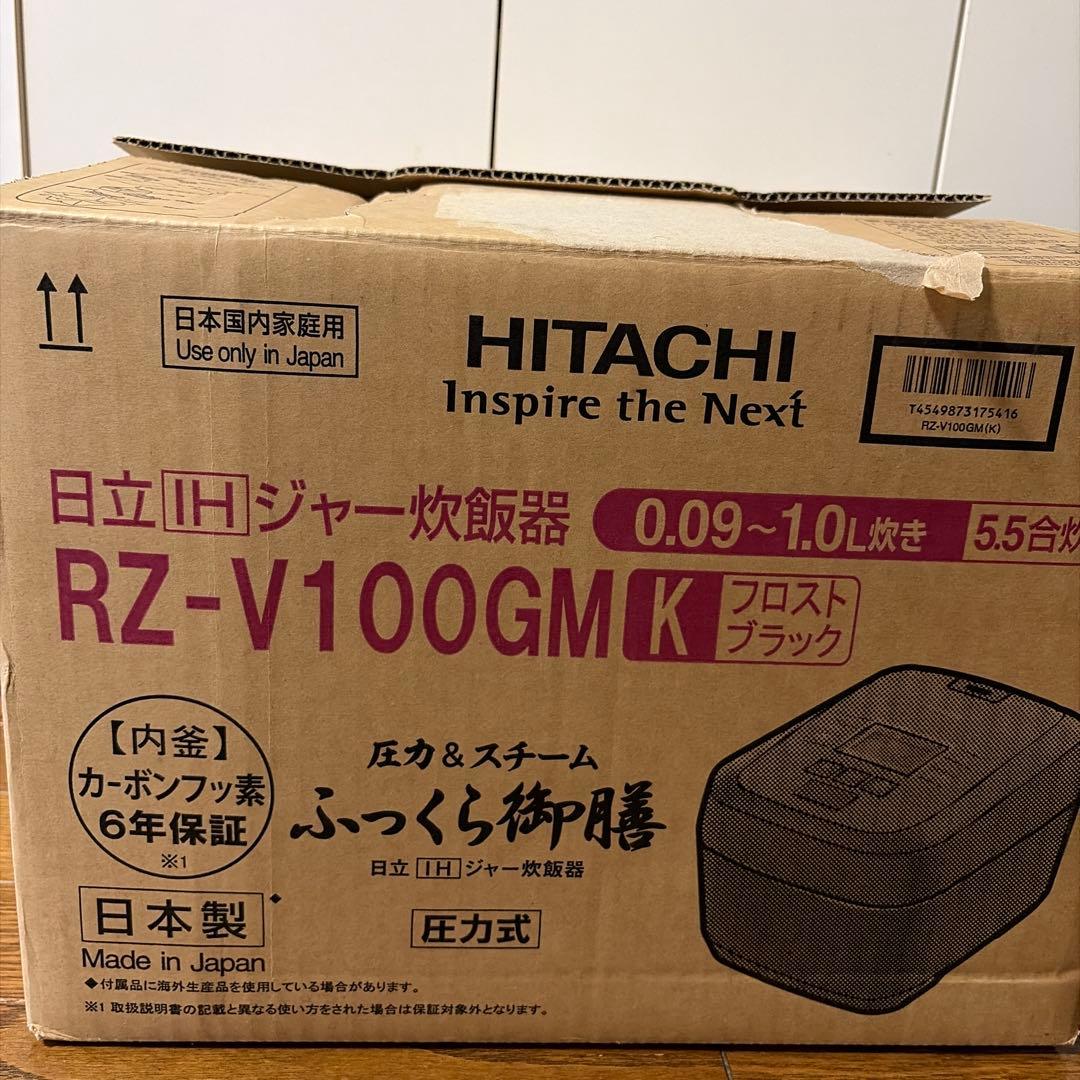 日本国内家庭用
Use only in Japan
HITACHI
Inspire the Next
T4549873175416
RZ-V100GM(K)
日立 IH ジャー炊飯器
0.09~1.0L炊き 5.5合炊
RZ-V100GM K フロスト
ブラック
【内釜】
カーボンフッ素
6年保証
※1
圧力&スチーム
ふっくら御膳
日立 IH ジャー炊飯器
圧力式
日本製◆
Made in Japan
◆付属品に海外生産品を使用している場合があります。
※1 取扱説明書の記載と異なる使い方をされた場合は保証対象外となります。